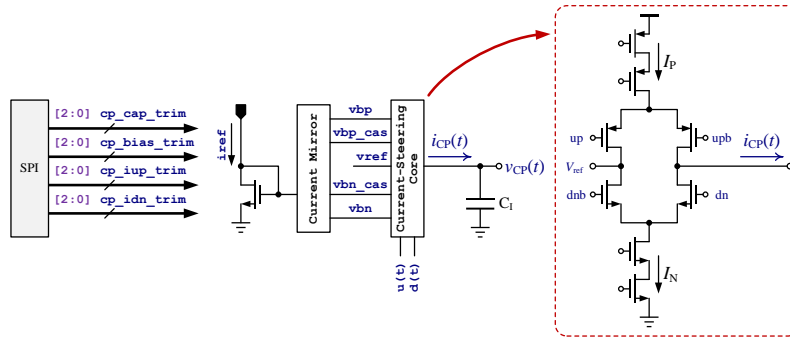 SPI
[2:0] cp_cap_trim
[2:0] cp_bias_trim
[2:0] cp_iup_trim
[2:0] cp_idn_trim
iref
Current Mirror
vbp
vbp_cas
vref
vbn_cas
vbn
Current-Steering
Core
u(t)
d(t)
iCP(t)
vCP(t)
CI
IP
up
upb
Vref
iCP(t)
dnb
dn
IN